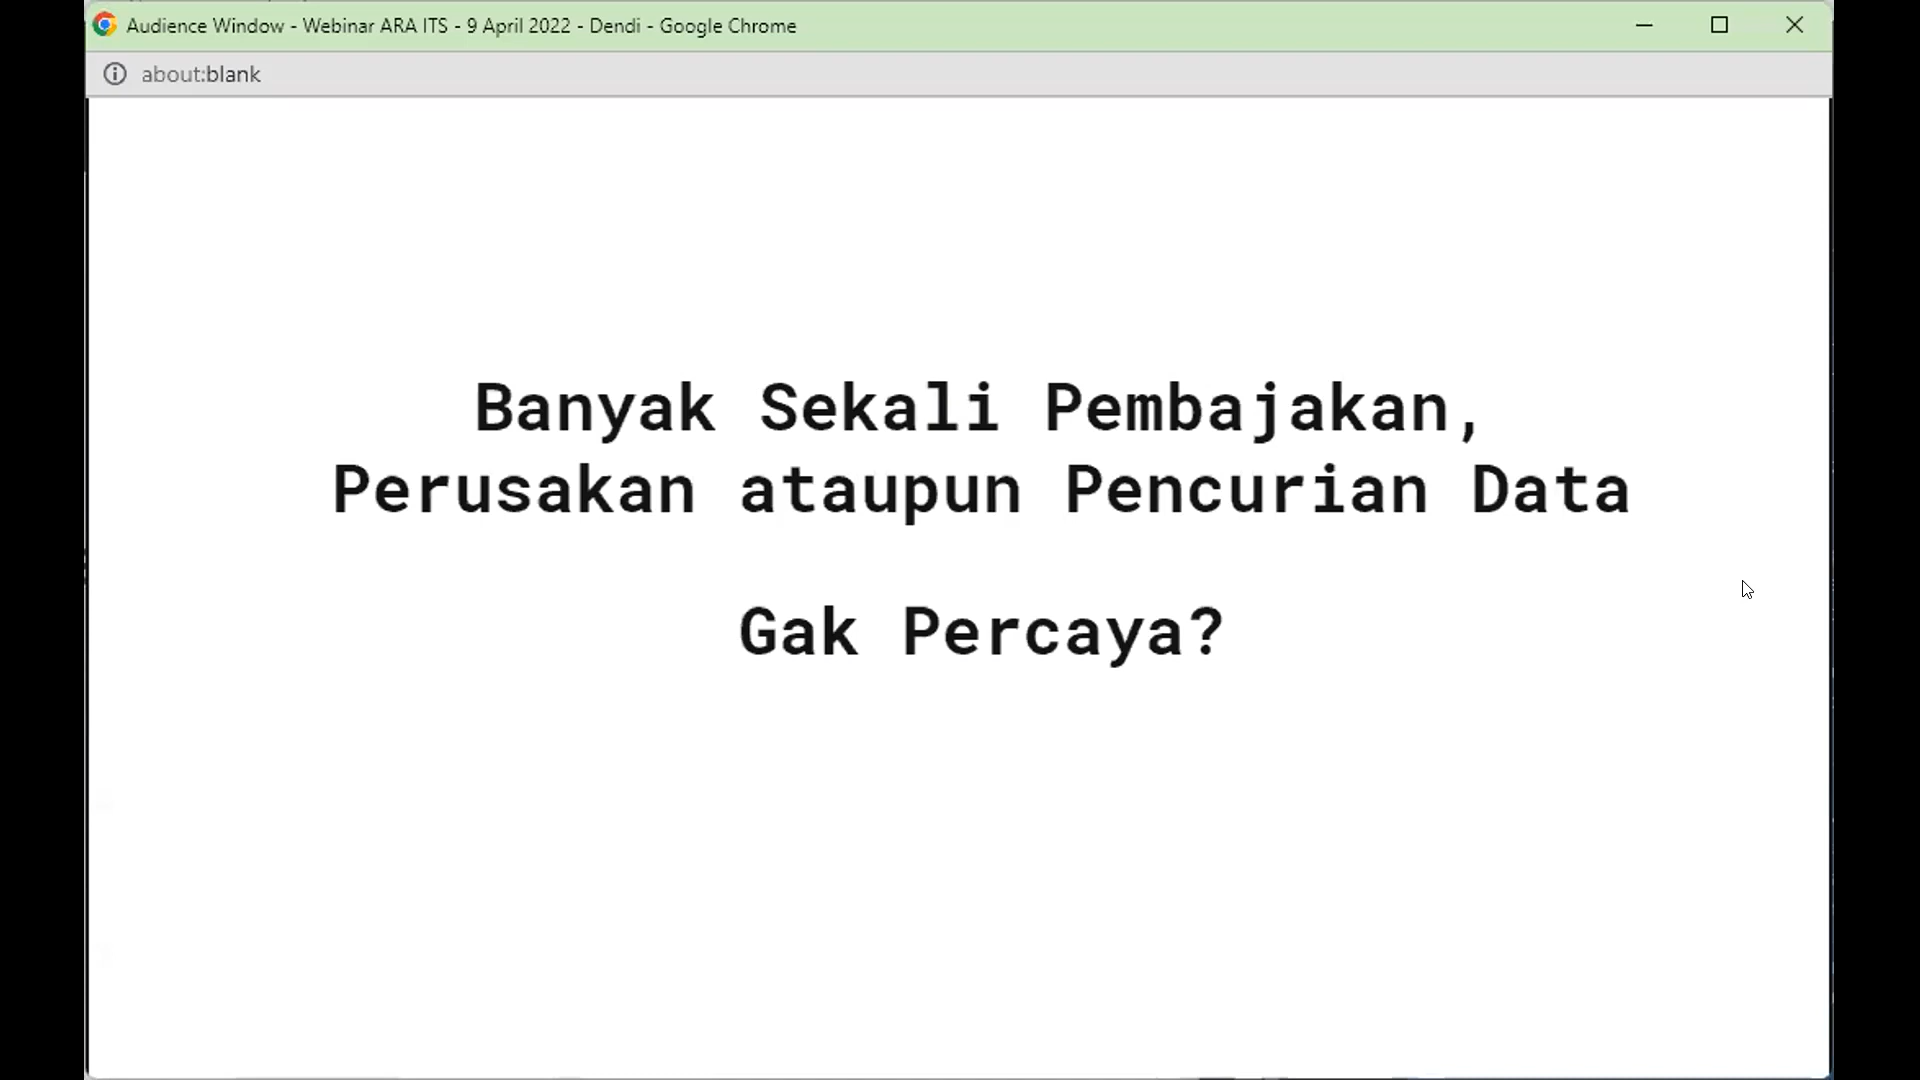 Audience Window - Webinar ARA ITS - 9 April 2022 - Dendi - Google Chrome
about:blank
Banyak Sekali Pembajakan,
Perusakan ataupun Pencurian Data
Gak Percaya?